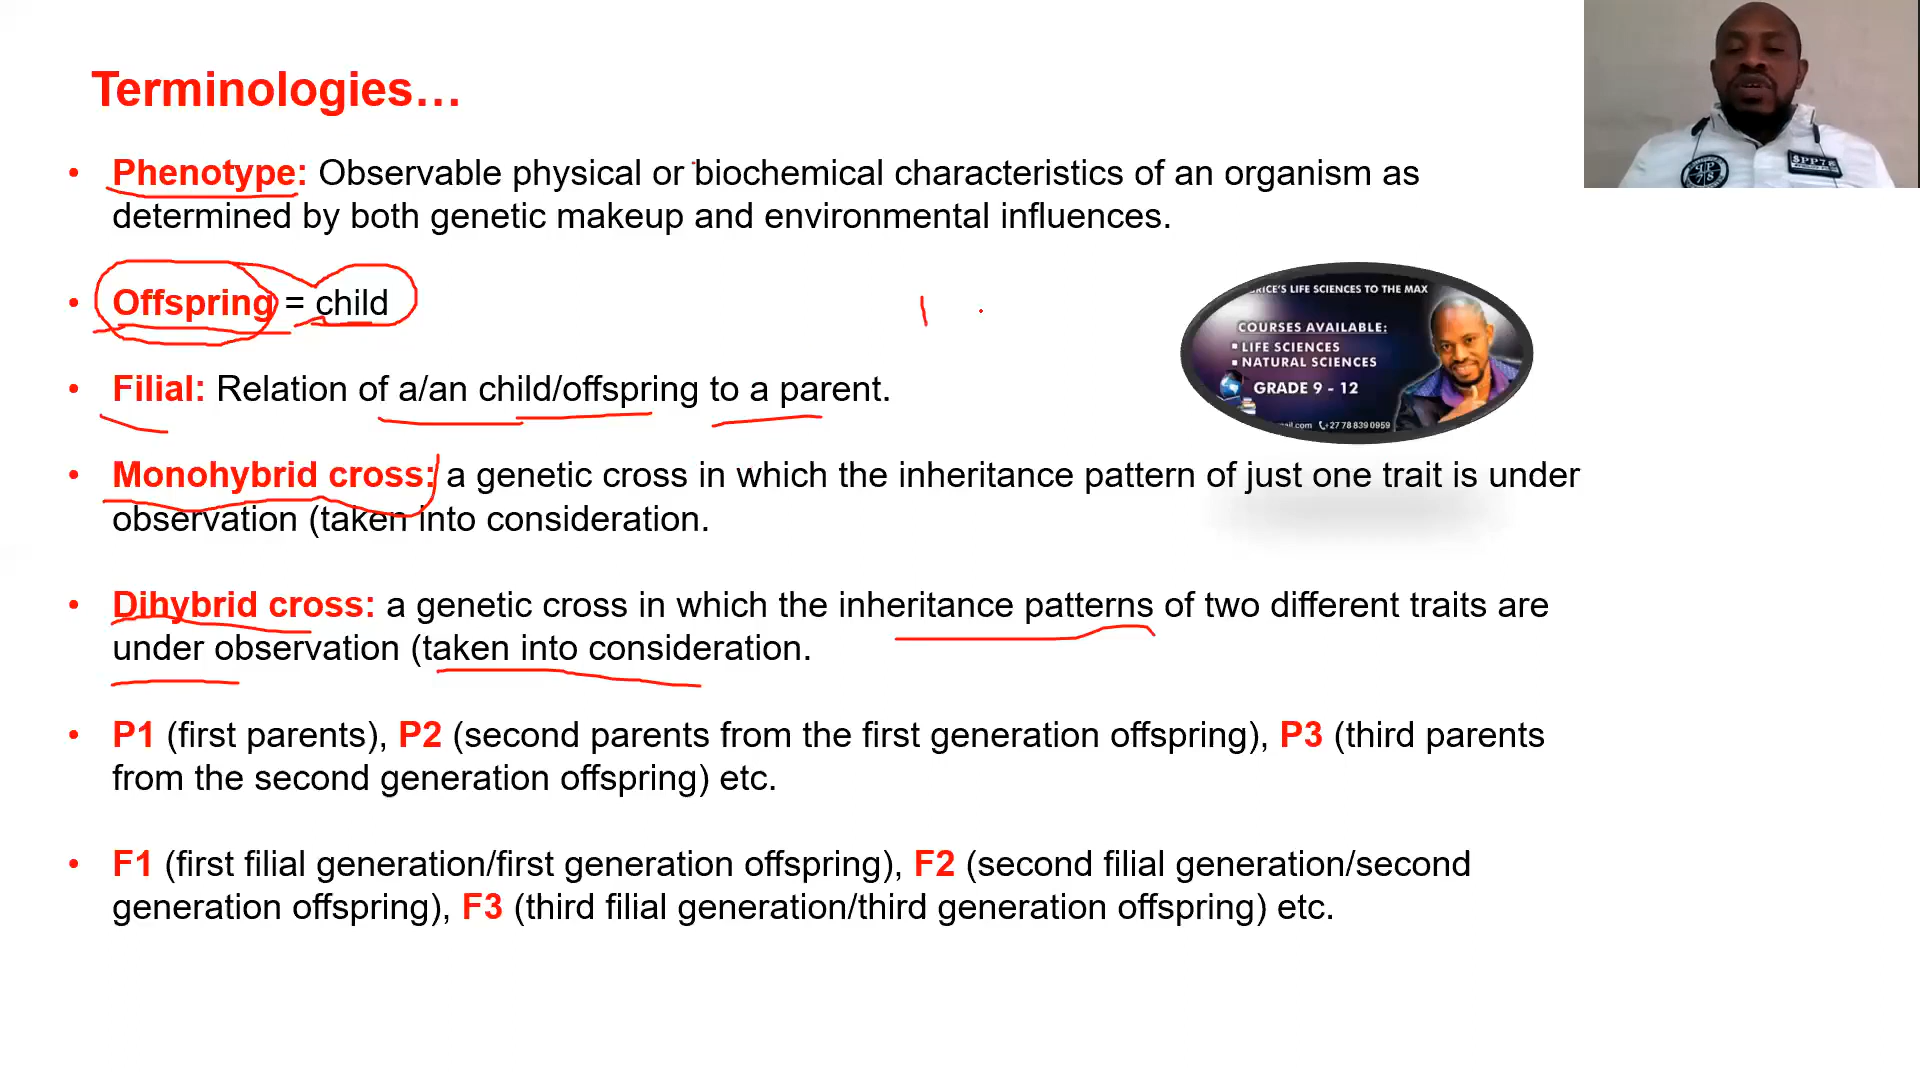 Terminologies…
• Phenotype: Observable physical or biochemical characteristics of an organism as
determined by both genetic makeup and environmental influences.
• Offspring = child
• Filial: Relation of a/an child/offspring to a parent.
• Monohybrid cross: a genetic cross in which the inheritance pattern of just one trait is under
observation (taken into consideration.
• Dihybrid cross: a genetic cross in which the inheritance patterns of two different traits are
under observation (taken into consideration.
• P1 (first parents), P2 (second parents from the first generation offspring), P3 (third parents
from the second generation offspring) etc.
• F1 (first filial generation/first generation offspring), F2 (second filial generation/second
generation offspring), F3 (third filial generation/third generation offspring) etc.
LIFE SCIENCES TO THE MAX
COURSES AVAILABLE:
▪ LIFE SCIENCES
▪ NATURAL SCIENCES
GRADE 9 - 12
+27 78 839 0959